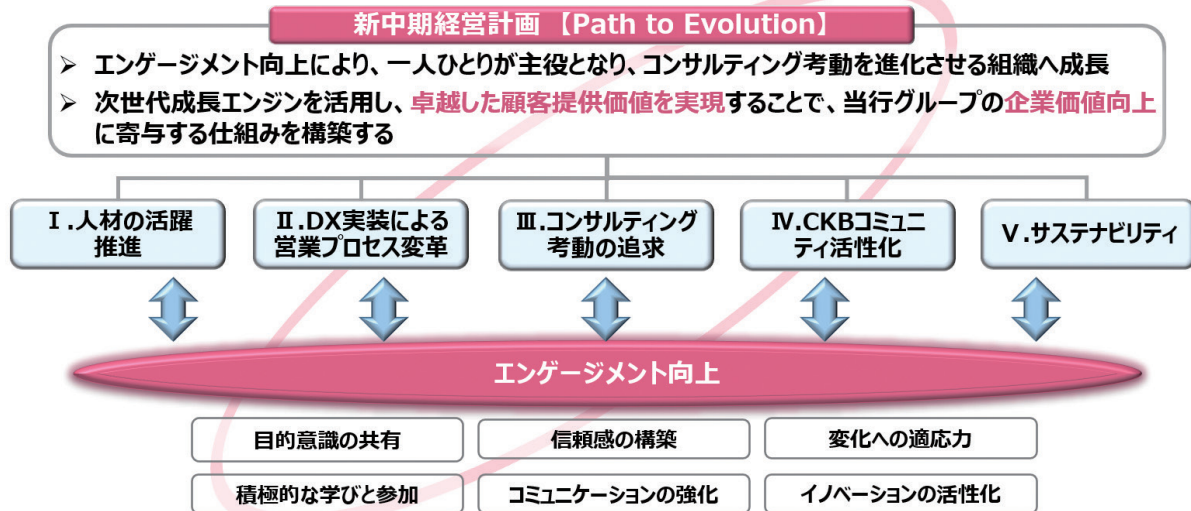 新中期経営計画 【Path to Evolution】
➢ エンゲージメント向上により、一人ひとりが主役となり、コンサルティング考動を進化させる組織へ成長
➢ 次世代成長エンジンを活用し、卓越した顧客提供価値を実現することで、当行グループの企業価値向上
に寄与する仕組みを構築する
Ⅰ.人材の活躍
推進
Ⅱ.DX実装による
営業プロセス変革
Ⅲ.コンサルティング
考動の追求
Ⅳ.CKBコミュニ
ティ活性化
Ⅴ.サステナビリティ
エンゲージメント向上
目的意識の共有
信頼感の構築
変化への適応力
積極的な学びと参加
コミュニケーションの強化
イノベーションの活性化